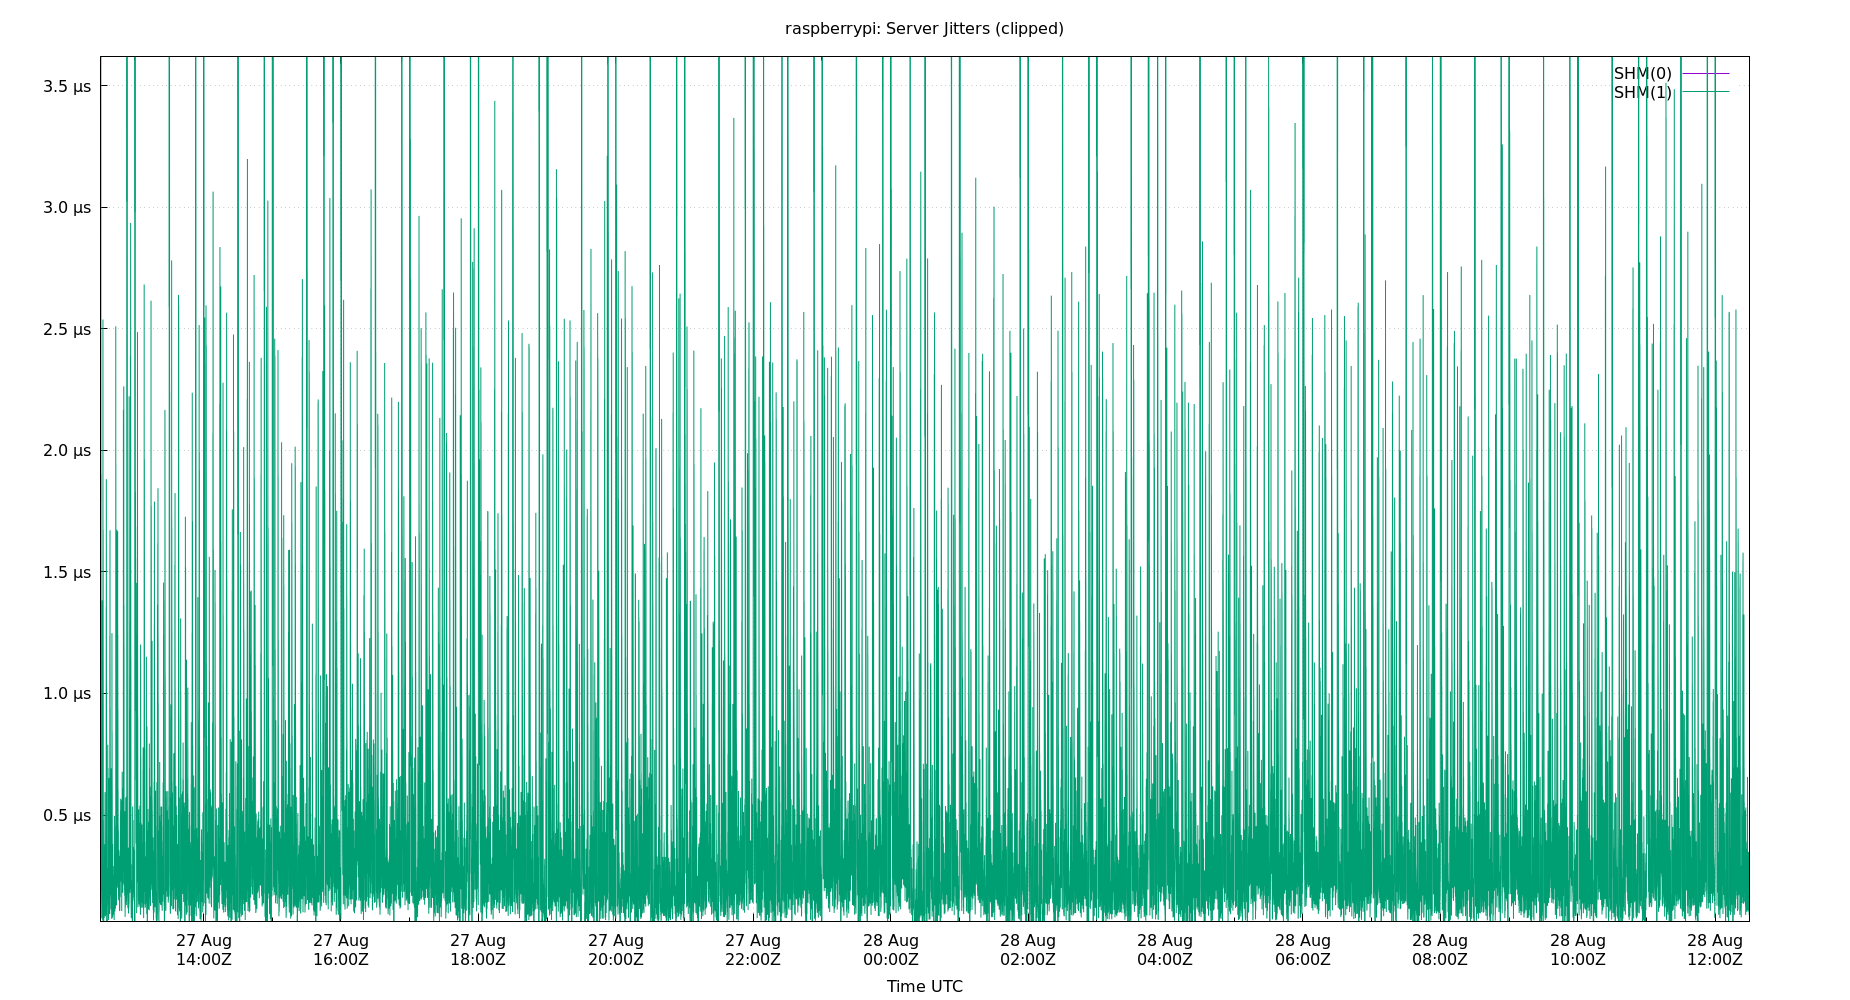 raspberrypi: Server Jitters (clipped)
SHM(0)
SHM(1)
3.5 µs
3.0 µs
2.5 µs
2.0 µs
1.5 µs
1.0 µs
0.5 µs
27 Aug 27 Aug 27 Aug 27 Aug 27 Aug 28 Aug 28 Aug 28 Aug 28 Aug 28 Aug 28 Aug 28 Aug
14:00Z 16:00Z 18:00Z 20:00Z 22:00Z 00:00Z 02:00Z 04:00Z 06:00Z 08:00Z 10:00Z 12:00Z
Time UTC